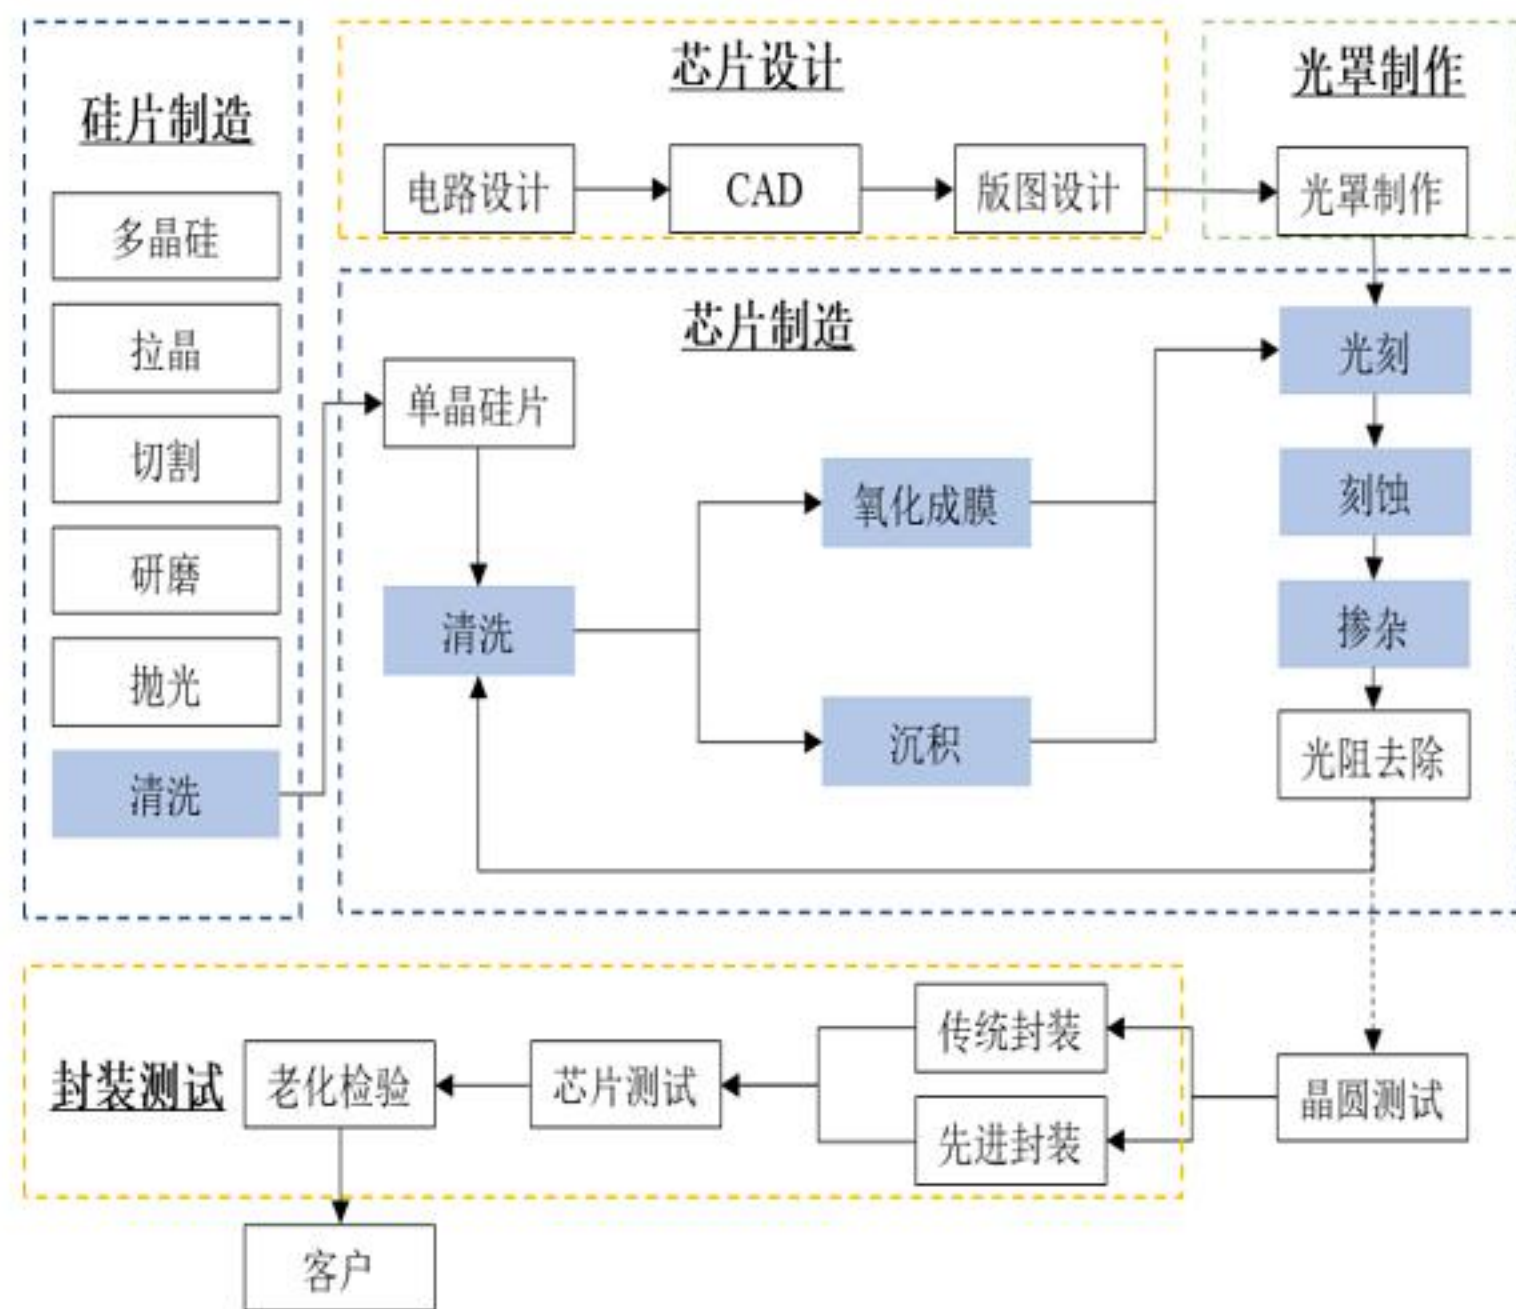 硅片制造
多晶硅
拉晶
切割
研磨
抛光
清洗
芯片设计
电路设计
CAD
版图设计
光罩制作
光罩制作
芯片制造
单晶硅片
清洗
氧化成膜
沉积
光刻
刻蚀
掺杂
光阻去除
晶圆测试
传统封装
先进封装
芯片测试
老化检验
封装测试
客户